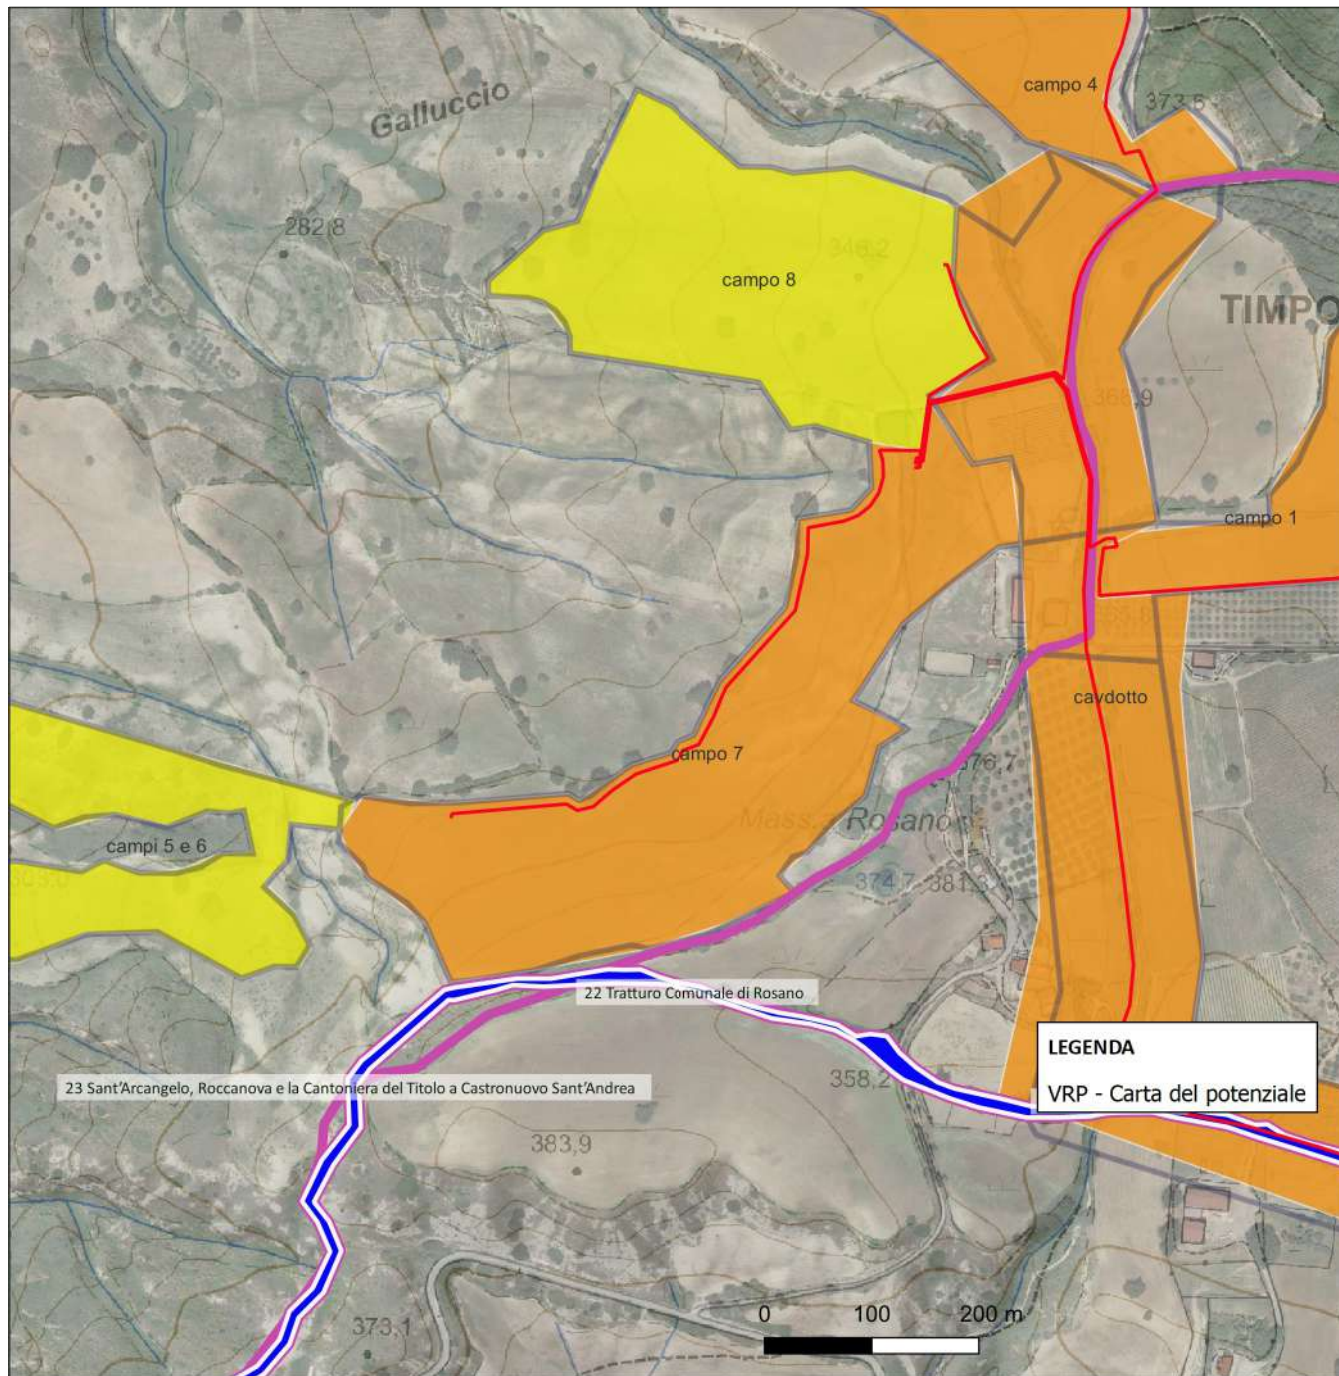 campo 4
373,5
Galluccio
282,8
346,2
campo 8
TIMPO
365,9
campo 1
cavdotto
campo 7
376,7
Mass.a Rosano
campi 5 e 6
374,7
381,3
22 Tratturo Comunale di Rosano
LEGENDA
VRP - Carta del potenziale
358,2
23 Sant'Arcangelo, Roccanova e la Cantoniera del Titolo a Castronuovo Sant'Andrea
383,9
0 100 200 m
373,1